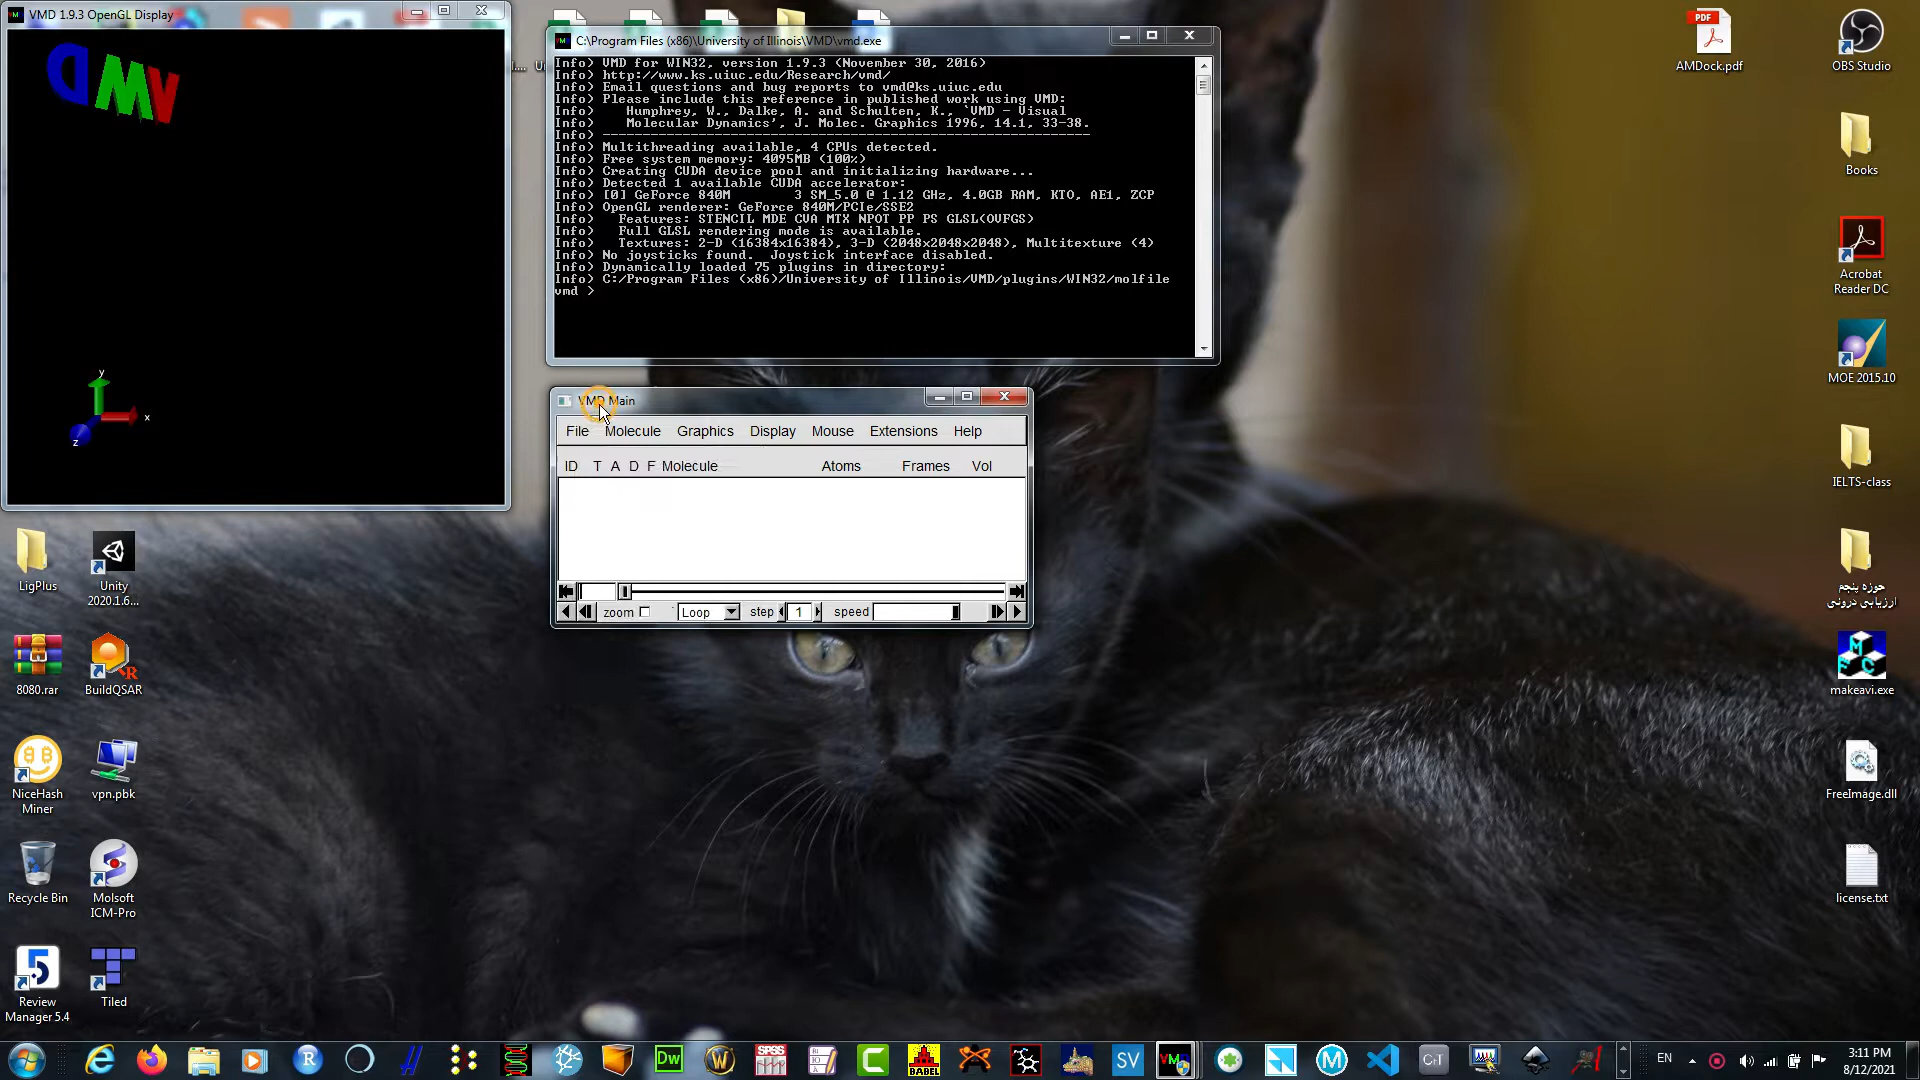 VMD 1.9.3 OpenGL Display
VMD
y
x
z
C:\Program Files (x86)\University of Illinois\VMD\vmd.exe
Info) VMD for WIN32, version 1.9.3 (November 30, 2016)
Info) http://www.ks.uiuc.edu/Research/vmd/
Info) Email questions and bug reports to vmd@ks.uiuc.edu
Info) Please include this reference in published work using VMD:
Info)    Humphrey, W., Dalke, A. and Schulten, K., `VMD - Visual
Info)    Molecular Dynamics', J. Molec. Graphics 1996, 14.1, 33-38.
Info) -------------------------------------------------------------
Info) Multithreading available, 4 CPUs detected.
Info) Free system memory: 4095MB (100%)
Info) Creating CUDA device pool and initializing hardware...
Info) Detected 1 available CUDA accelerator:
Info) [0] GeForce 840M        3 SM_5.0 @ 1.12 GHz, 4.0GB RAM, KTO, AE1, ZCP
Info) OpenGL renderer: GeForce 840M/PCIe/SSE2
Info)   Features: STENCIL MDE CVA MTX NPOT PP PS GLSL(OVFGS)
Info)   Full GLSL rendering mode is available.
Info)   Textures: 2-D (16384x16384), 3-D (2048x2048x2048), Multitexture (4)
Info) No joysticks found.  Joystick interface disabled.
Info) Dynamically loaded 75 plugins in directory:
Info) C:/Program Files (x86)/University of Illinois/VMD/plugins/WIN32/molfile
vmd >
VMD Main
File Molecule Graphics Display Mouse Extensions Help
ID T A D F Molecule Atoms Frames Vol
zoom Loop step 1 speed
AMDock.pdf
OBS Studio
Books
Acrobat
Reader DC
MOE 2015.10
IELTS-class
حوزه پنجم
ارزیابی درونی
makeavi.exe
FreeImage.dll
license.txt
LigPlus
Unity
2020.1.6...
8080.rar
BuildQSAR
NiceHash
Miner
vpn.pbk
Recycle Bin
Molsoft
ICM-Pro
Review
Manager 5.4
Tiled
R
Dw
W
SPSS
C
BABEL
SV
VM
M
EN
3:11 PM
8/12/2021